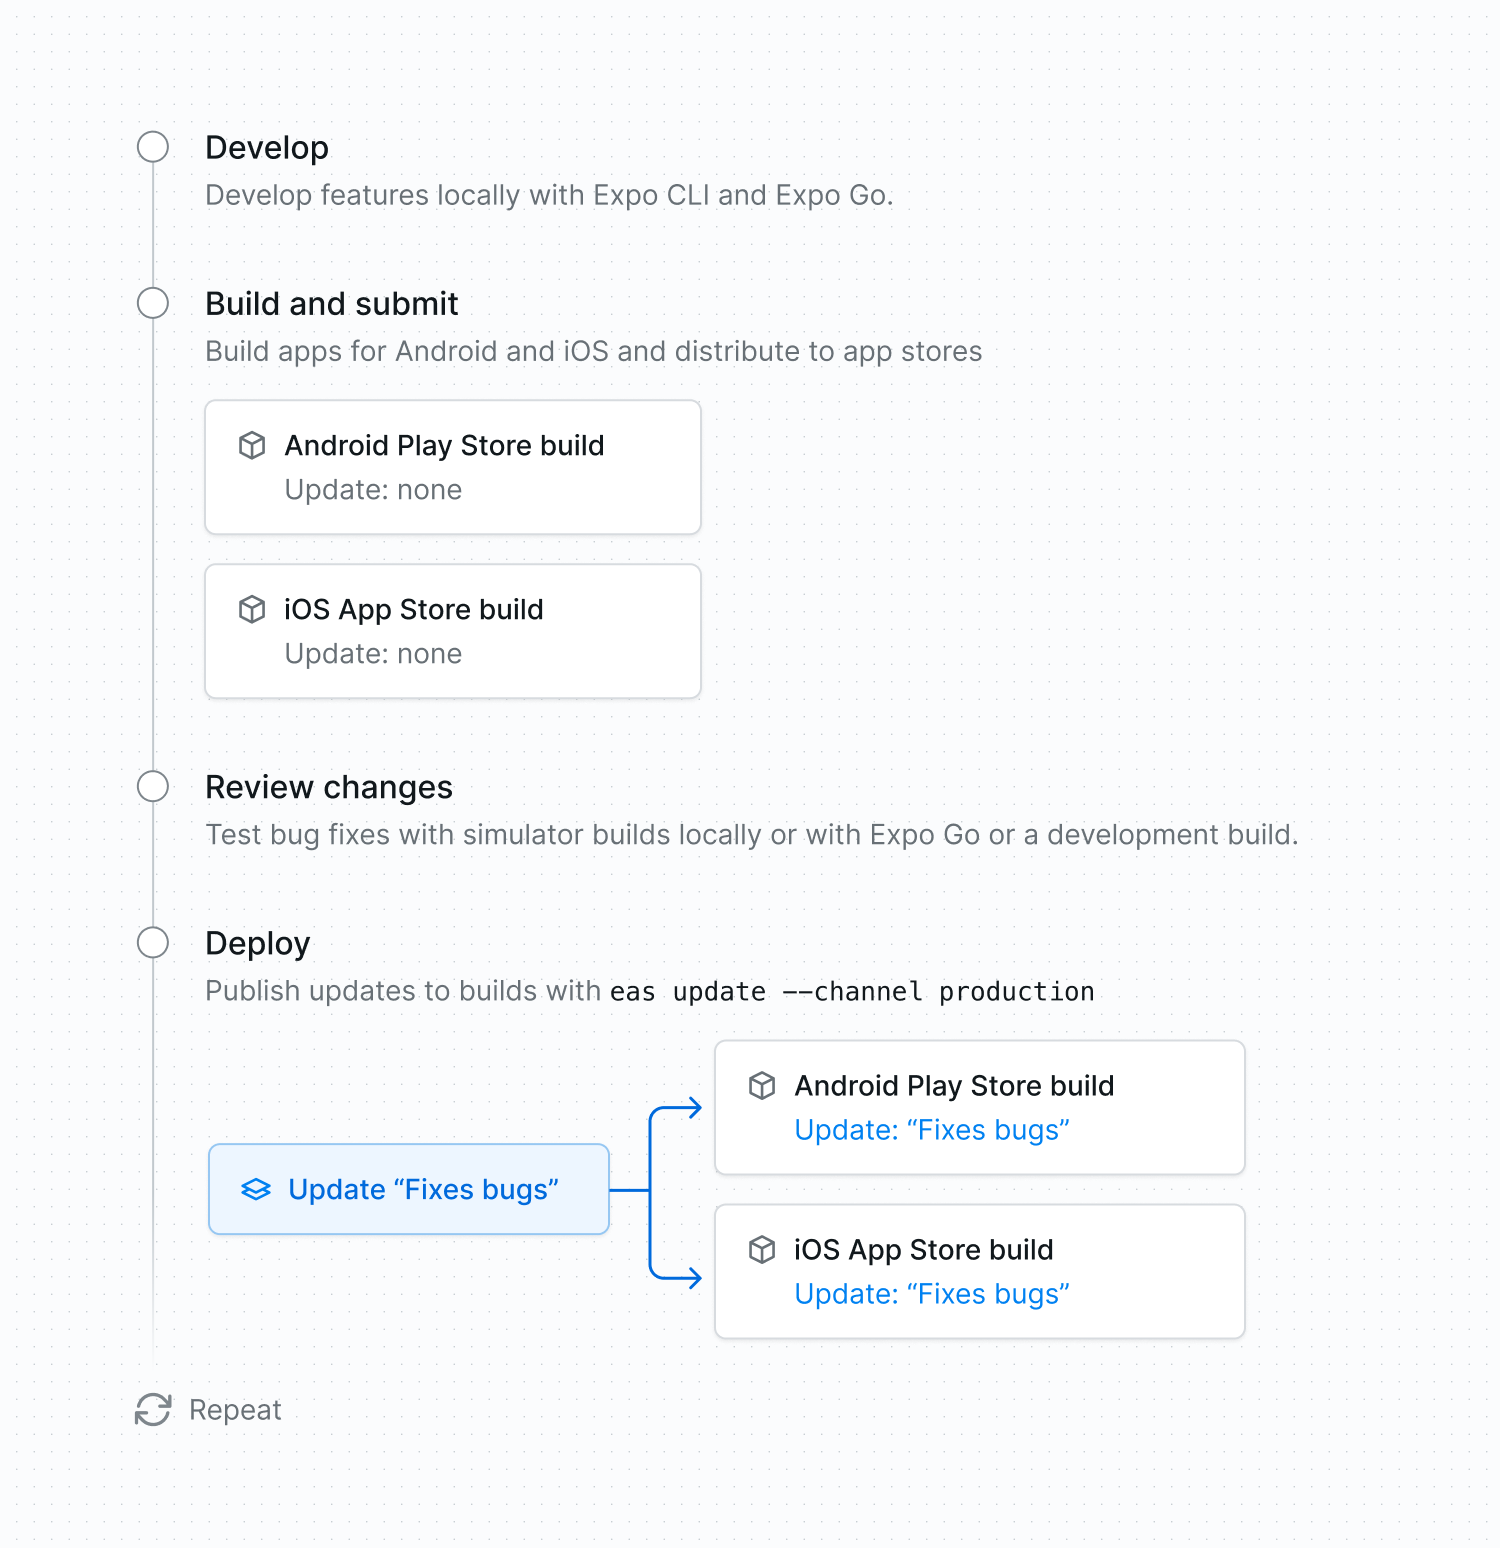 Develop
Develop features locally with Expo CLI and Expo Go.
Build and submit
Build apps for Android and iOS and distribute to app stores
Android Play Store build
Update: none
iOS App Store build
Update: none
Review changes
Test bug fixes with simulator builds locally or with Expo Go or a development build.
Deploy
Publish updates to builds with eas update --channel production
Android Play Store build
Update: “Fixes bugs”
Update “Fixes bugs”
iOS App Store build
Update: “Fixes bugs”
Repeat